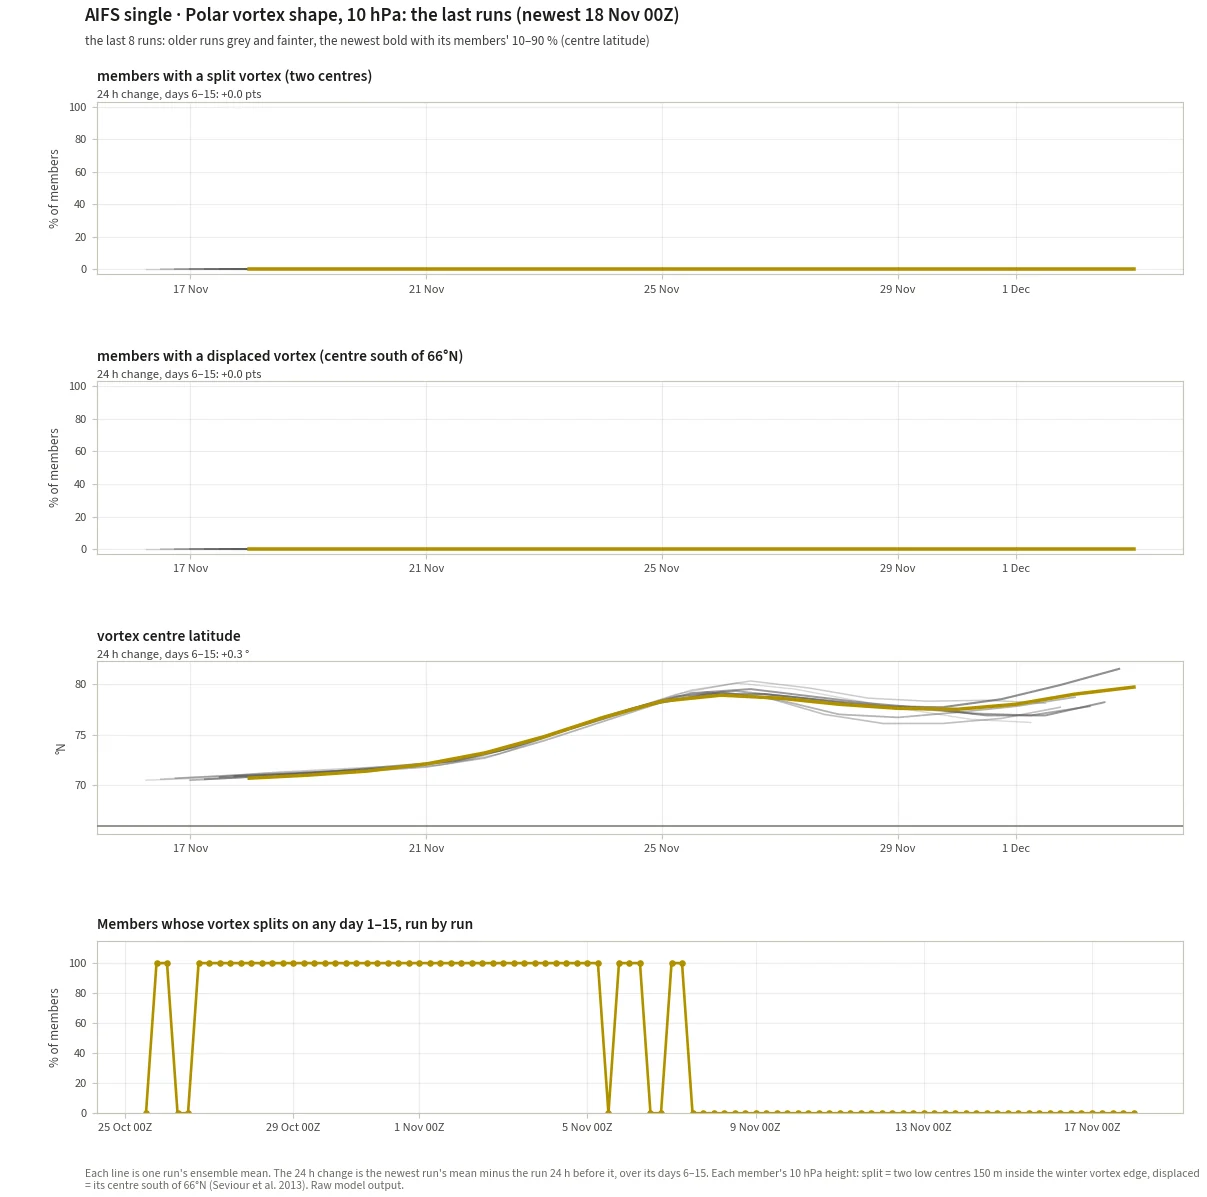 AIFS single · Polar vortex shape, 10 hPa: the last runs (newest 18 Nov 00Z)
the last 8 runs: older runs grey and fainter, the newest bold with its members' 10–90 % (centre latitude)
members with a split vortex (two centres)
24 h change, days 6–15: +0.0 pts
100
80
60
40
20
0
% of members
17 Nov 21 Nov 25 Nov 29 Nov 1 Dec
members with a displaced vortex (centre south of 66°N)
24 h change, days 6–15: +0.0 pts
100
80
60
40
20
0
% of members
17 Nov 21 Nov 25 Nov 29 Nov 1 Dec
vortex centre latitude
24 h change, days 6–15: +0.3 °
80
75
70
°N
17 Nov 21 Nov 25 Nov 29 Nov 1 Dec
Members whose vortex splits on any day 1–15, run by run
100
80
60
40
20
0
% of members
25 Oct 00Z 29 Oct 00Z 1 Nov 00Z 5 Nov 00Z 9 Nov 00Z 13 Nov 00Z 17 Nov 00Z
Each line is one run's ensemble mean. The 24 h change is the newest run's mean minus the run 24 h before it, over its days 6–15. Each member's 10 hPa height: split = two low centres 150 m inside the winter vortex edge, displaced
= its centre south of 66°N (Seviour et al. 2013). Raw model output.